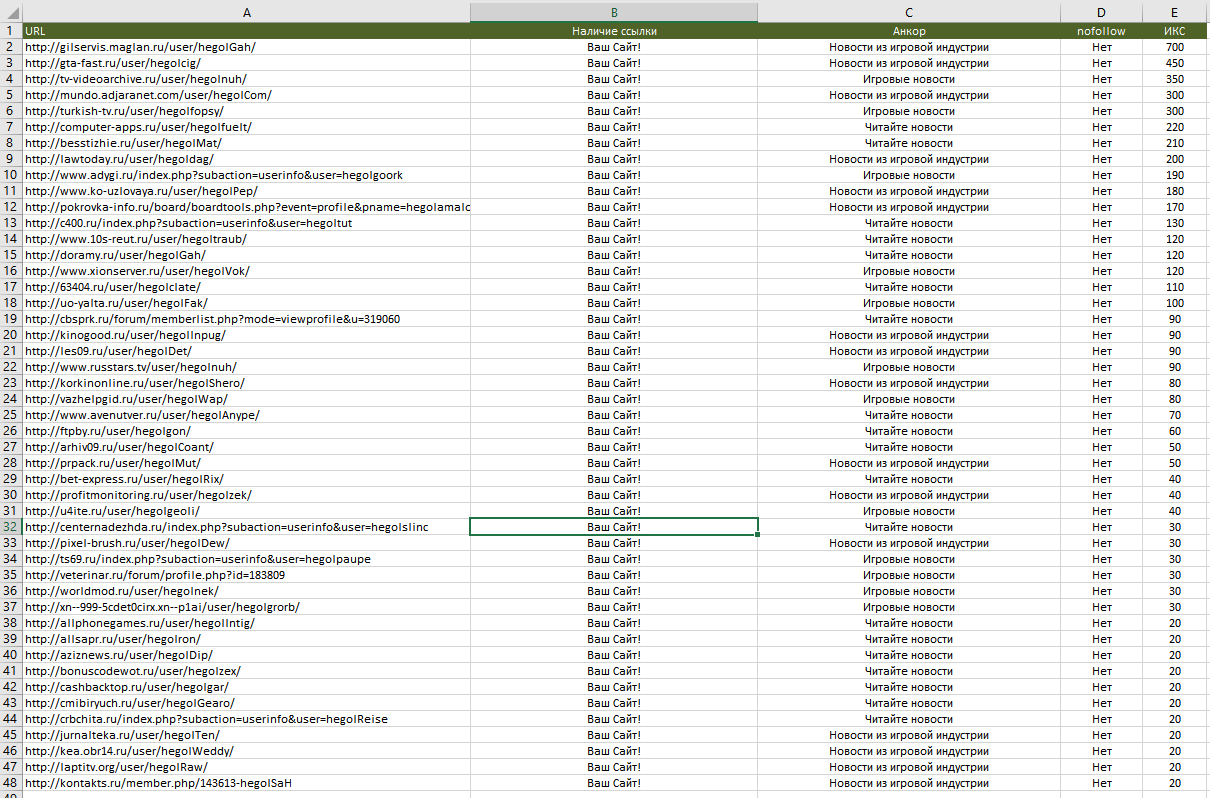 A B C D E
1 URL Наличие ссылки Анкор nofollow ИКС
2 http://gilservis.maglan.ru/user/hegolGah/ Ваш Сайт! Новости из игровой индустрии Нет 700
3 http://gta-fast.ru/user/hegolcig/ Ваш Сайт! Новости из игровой индустрии Нет 450
4 http://tv-videoarchive.ru/user/hegolnuh/ Ваш Сайт! Игровые новости Нет 350
5 http://mundo.adjaranet.com/user/hegolCom/ Ваш Сайт! Новости из игровой индустрии Нет 300
6 http://turkish-tv.ru/user/hegolfopsy/ Ваш Сайт! Игровые новости Нет 300
7 http://computer-apps.ru/user/hegolfuelt/ Ваш Сайт! Читайте новости Нет 220
8 http://besstizhie.ru/user/hegolMat/ Ваш Сайт! Читайте новости Нет 210
9 http://lawtoday.ru/user/hegoldag/ Ваш Сайт! Новости из игровой индустрии Нет 200
10 http://www.adygi.ru/index.php?subaction=userinfo&user=hegolgoork Ваш Сайт! Игровые новости Нет 190
11 http://www.ko-uzlovaya.ru/user/hegolPep/ Ваш Сайт! Новости из игровой индустрии Нет 180
12 http://pokrovka-info.ru/board/boardtools.php?event=profile&pname=hegolamalc Ваш Сайт! Новости из игровой индустрии Нет 170
13 http://c400.ru/index.php?subaction=userinfo&user=hegoltut Ваш Сайт! Читайте новости Нет 130
14 http://www.10s-reut.ru/user/hegoltraub/ Ваш Сайт! Читайте новости Нет 120
15 http://doramy.ru/user/hegolGah/ Ваш Сайт! Читайте новости Нет 120
16 http://www.xionserver.ru/user/hegolVok/ Ваш Сайт! Игровые новости Нет 120
17 http://63404.ru/user/hegolclate/ Ваш Сайт! Читайте новости Нет 110
18 http://uo-yalta.ru/user/hegolFak/ Ваш Сайт! Игровые новости Нет 100
19 http://cbsprk.ru/forum/memberlist.php?mode=viewprofile&u=319060 Ваш Сайт! Читайте новости Нет 90
20 http://kinogood.ru/user/hegolInpug/ Ваш Сайт! Новости из игровой индустрии Нет 90
21 http://les09.ru/user/hegolDet/ Ваш Сайт! Новости из игровой индустрии Нет 90
22 http://www.russtars.tv/user/hegolnuh/ Ваш Сайт! Игровые новости Нет 90
23 http://korkinonline.ru/user/hegolShero/ Ваш Сайт! Новости из игровой индустрии Нет 80
24 http://vazhelpgid.ru/user/hegolWap/ Ваш Сайт! Игровые новости Нет 80
25 http://www.avenutver.ru/user/hegolAnype/ Ваш Сайт! Читайте новости Нет 70
26 http://ftpby.ru/user/hegolgon/ Ваш Сайт! Читайте новости Нет 60
27 http://arhiv09.ru/user/hegolCoant/ Ваш Сайт! Читайте новости Нет 50
28 http://prpack.ru/user/hegolMut/ Ваш Сайт! Новости из игровой индустрии Нет 50
29 http://bet-express.ru/user/hegolRix/ Ваш Сайт! Читайте новости Нет 40
30 http://profitmonitoring.ru/user/hegolzek/ Ваш Сайт! Новости из игровой индустрии Нет 40
31 http://u4ite.ru/user/hegolgeoli/ Ваш Сайт! Игровые новости Нет 40
32 http://centernadezhda.ru/index.php?subaction=userinfo&user=hegolslinc Ваш Сайт! Читайте новости Нет 30
33 http://pixel-brush.ru/user/hegolDew/ Ваш Сайт! Новости из игровой индустрии Нет 30
34 http://ts69.ru/index.php?subaction=userinfo&user=hegolpaupe Ваш Сайт! Игровые новости Нет 30
35 http://veterinar.ru/forum/profile.php?id=183809 Ваш Сайт! Игровые новости Нет 30
36 http://worldmod.ru/user/hegolnek/ Ваш Сайт! Игровые новости Нет 30
37 http://xn--999-5cdet0cirx.xn--p1ai/user/hegolgrorb/ Ваш Сайт! Игровые новости Нет 30
38 http://allphonegames.ru/user/hegolIntig/ Ваш Сайт! Читайте новости Нет 20
39 http://allsapr.ru/user/hegolron/ Ваш Сайт! Читайте новости Нет 20
40 http://aziznews.ru/user/hegolDip/ Ваш Сайт! Читайте новости Нет 20
41 http://bonuscodewot.ru/user/hegolzex/ Ваш Сайт! Читайте новости Нет 20
42 http://cashbacktop.ru/user/hegolgar/ Ваш Сайт! Читайте новости Нет 20
43 http://cmibiryuch.ru/user/hegolGearo/ Ваш Сайт! Читайте новости Нет 20
44 http://crbchita.ru/index.php?subaction=userinfo&user=hegolReise Ваш Сайт! Читайте новости Нет 20
45 http://jurnalteka.ru/user/hegolTen/ Ваш Сайт! Новости из игровой индустрии Нет 20
46 http://kea.obr14.ru/user/hegolWeddy/ Ваш Сайт! Новости из игровой индустрии Нет 20
47 http://laptitv.org/user/hegolRaw/ Ваш Сайт! Новости из игровой индустрии Нет 20
48 http://kontakts.ru/member.php/143613-hegolSaH Ваш Сайт! Новости из игровой индустрии Нет 20